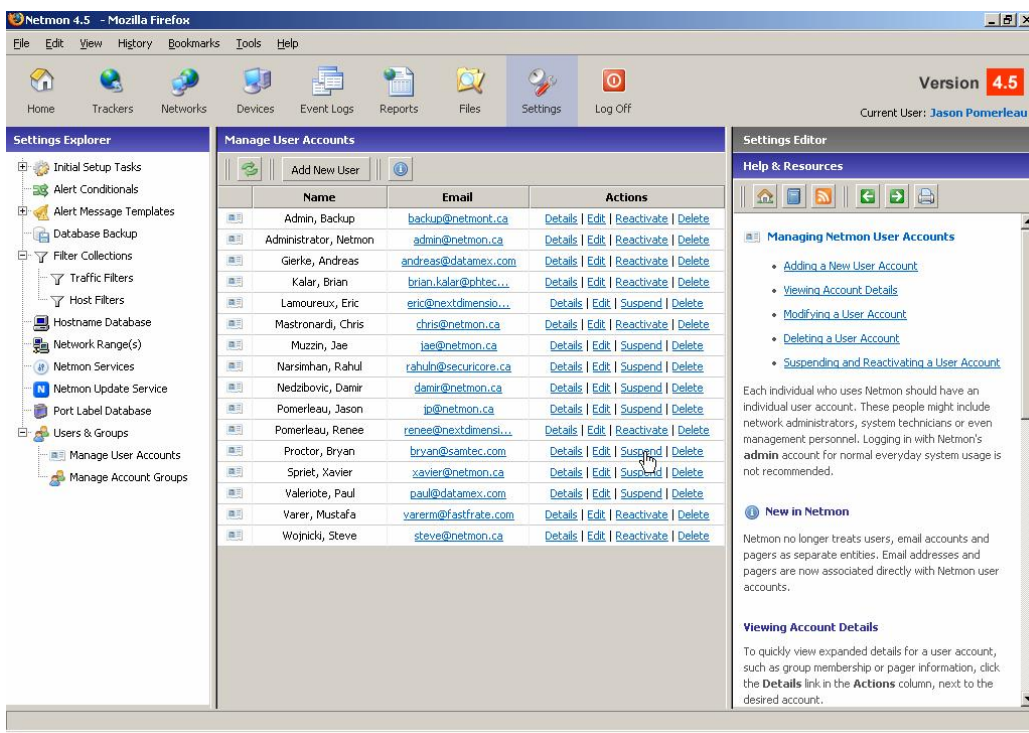 Netmon 4.5 - Mozilla Firefox
File Edit View History Bookmarks Tools Help
Home Trackers Networks Devices Event Logs Reports Files Settings Log Off
Version 4.5
Current User: Jason Pomerleau
Settings Explorer
Initial Setup Tasks
Alert Conditionals
Alert Message Templates
Database Backup
Filter Collections
Traffic Filters
Host Filters
Hostname Database
Network Range(s)
Netmon Services
Netmon Update Service
Port Label Database
Users & Groups
Manage User Accounts
Manage Account Groups
Manage User Accounts
Add New User
Name Email Actions
Admin, Backup backup@netmont.ca Details | Edit | Reactivate | Delete
Administrator, Netmon admin@netmon.ca Details | Edit | Reactivate | Delete
Gierke, Andreas andreas@datamex.com Details | Edit | Reactivate | Delete
Kalar, Brian brian.kalar@phtec... Details | Edit | Reactivate | Delete
Lamoureux, Eric eric@nextdimensio... Details | Edit | Suspend | Delete
Mastronardi, Chris chris@netmon.ca Details | Edit | Reactivate | Delete
Muzzin, Jae jae@netmon.ca Details | Edit | Suspend | Delete
Narsimhan, Rahul rahuln@securicore.ca Details | Edit | Suspend | Delete
Nedzibovic, Damir damir@netmon.ca Details | Edit | Suspend | Delete
Pomerleau, Jason jp@netmon.ca Details | Edit | Suspend | Delete
Pomerleau, Renee renee@nextdimensi... Details | Edit | Reactivate | Delete
Proctor, Bryan bryan@samtec.com Details | Edit | Suspend | Delete
Spriet, Xavier xavier@netmon.ca Details | Edit | Suspend | Delete
Valeriote, Paul paul@datamex.com Details | Edit | Suspend | Delete
Varer, Mustafa varerm@fastfrate.com Details | Edit | Reactivate | Delete
Wojnicki, Steve steve@netmon.ca Details | Edit | Reactivate | Delete
Settings Editor
Help & Resources
Managing Netmon User Accounts
Adding a New User Account
Viewing Account Details
Modifying a User Account
Deleting a User Account
Suspending and Reactivating a User Account
Each individual who uses Netmon should have an
individual user account. These people might include
network administrators, system technicians or even
management personnel. Logging in with Netmon's
admin account for normal everyday system usage is
not recommended.
New in Netmon
Netmon no longer treats users, email accounts and
pagers as separate entities. Email addresses and
pagers are now associated directly with Netmon user
accounts.
Viewing Account Details
To quickly view expanded details for a user account,
such as group membership or pager information, click
the Details link in the Actions column, next to the
desired account.